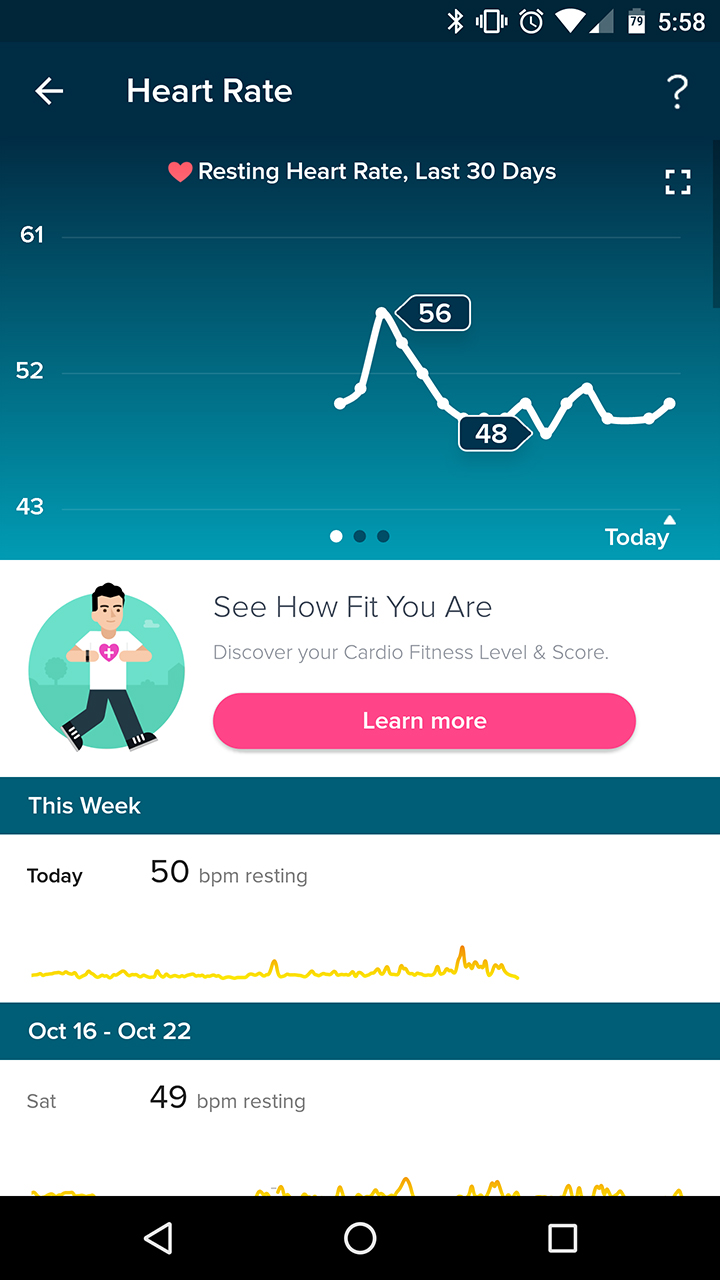 79 5:58
Heart Rate ?
Resting Heart Rate, Last 30 Days
61
56
52
48
43
Today
See How Fit You Are
Discover your Cardio Fitness Level & Score.
Learn more
This Week
Today 50 bpm resting
Oct 16 - Oct 22
Sat 49 bpm resting